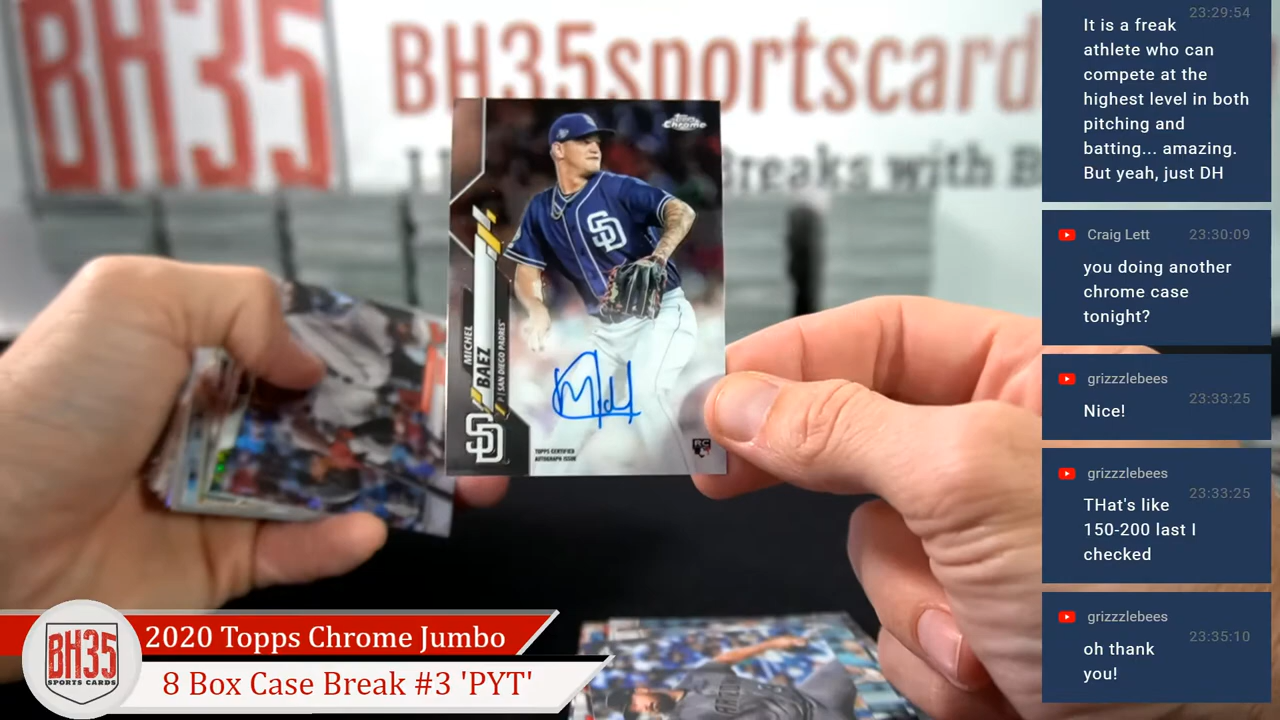 BH35
BH35sportscard
Breaks with B
Topps
Chrome
SD
MICHEL
BAEZ
P | SAN DIEGO PADRES
SD
TOPPS CERTIFIED
AUTOGRAPH ISSUE
RC
BH35
SPORTS CARDS
2020 Topps Chrome Jumbo
8 Box Case Break #3 'PYT'
23:29:54
It is a freak
athlete who can
compete at the
highest level in both
pitching and
batting... amazing.
But yeah, just DH
Craig Lett 23:30:09
you doing another
chrome case
tonight?
grizzzlebees 23:33:25
Nice!
grizzzlebees 23:33:25
THat's like
150-200 last I
checked
grizzzlebees 23:35:10
oh thank
you!